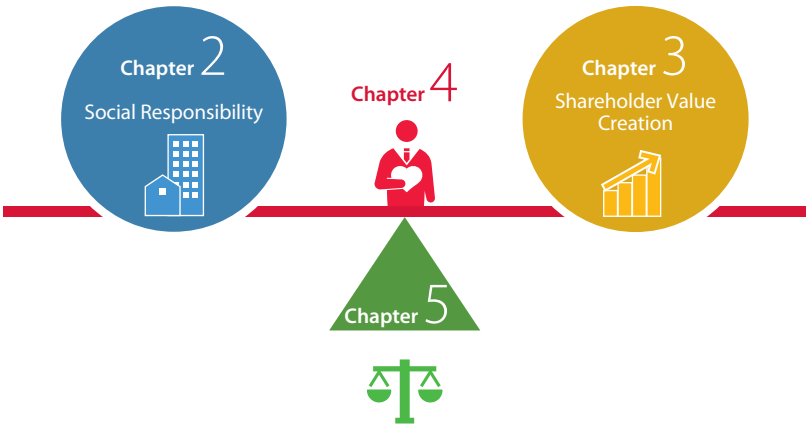 Chapter 2
Social Responsibility
Chapter 4
Chapter 3
Shareholder Value
Creation
Chapter 5